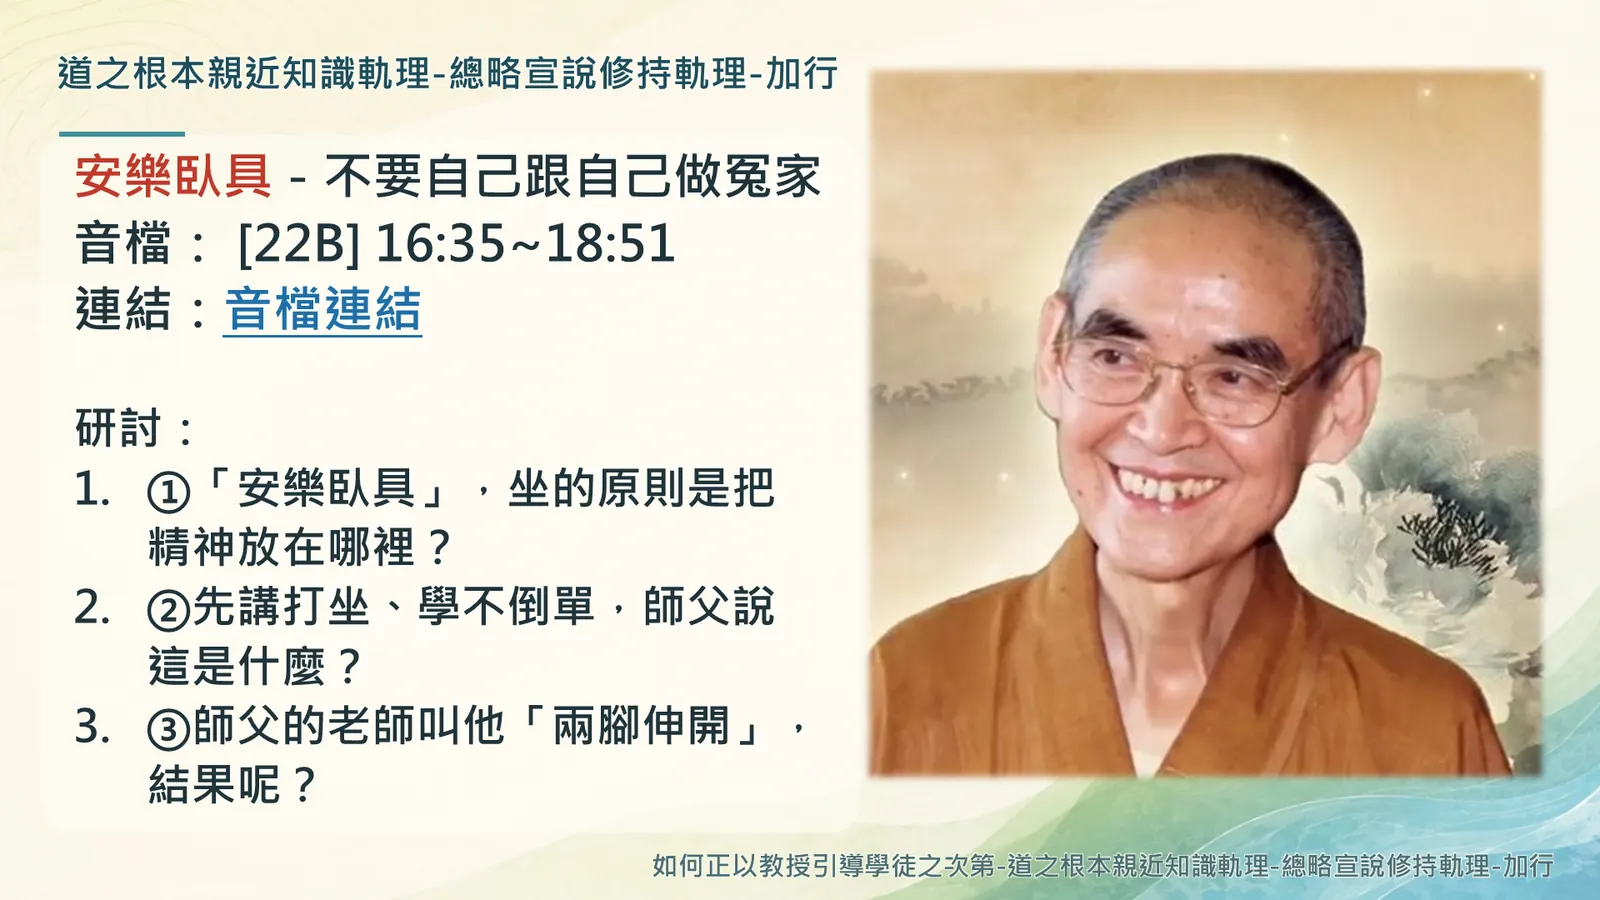 道之根本親近知識軌理-總略宣說修持軌理-加行
安樂臥具 - 不要自己跟自己做冤家
音檔： [22B] 16:35~18:51
連結：音檔連結
研討：
1. ①「安樂臥具」，坐的原則是把
精神放在哪裡？
2. ②先講打坐、學不倒單，師父說
這是什麼？
3. ③師父的老師叫他「兩腳伸開」，
結果呢？
如何正以教授引導學徒之次第-道之根本親近知識軌理-總略宣說修持軌理-加行